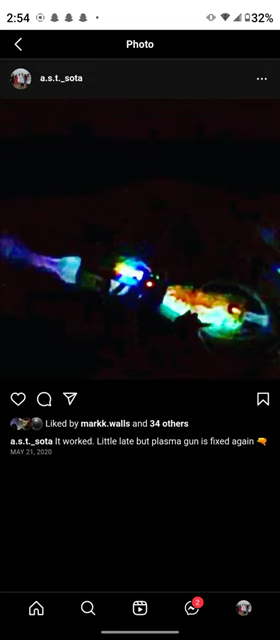 2:54 32%
Photo
a.s.t._sota
Liked by markk.walls and 34 others
a.s.t._sota It worked. Little late but plasma gun is fixed again 🔫
MAY 21, 2020
2